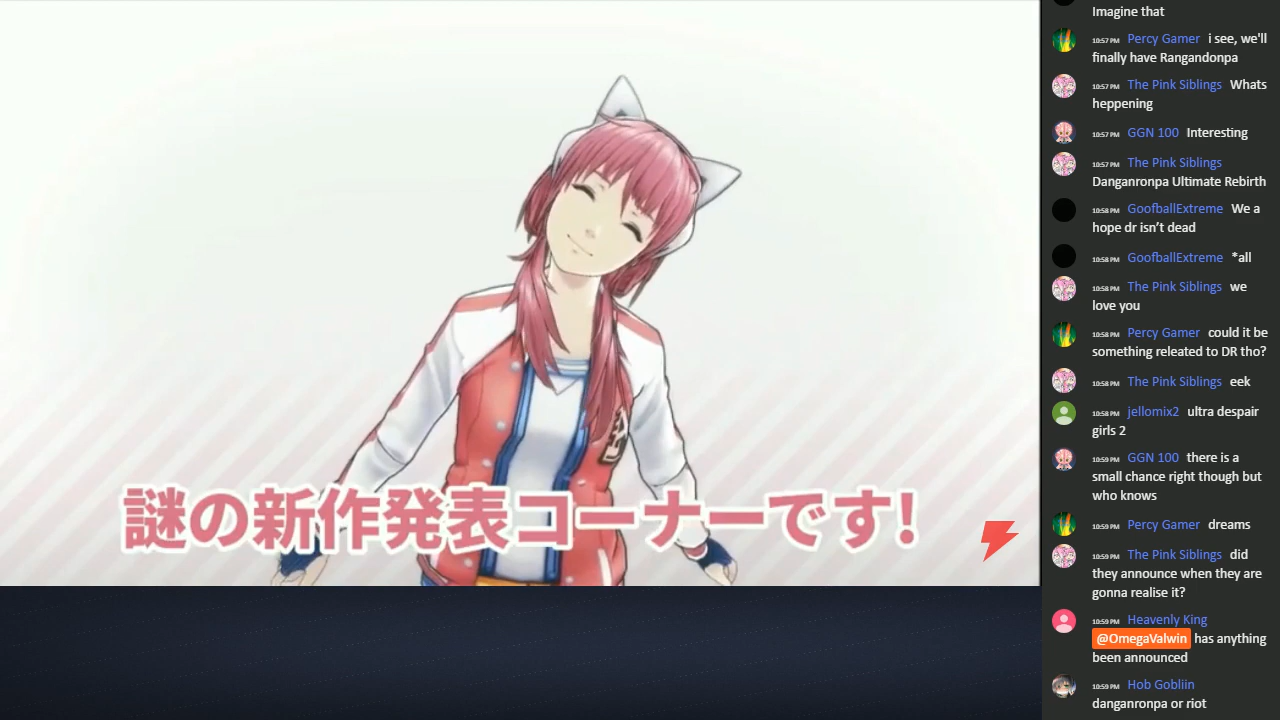 謎の新作発表コーナーです!
Imagine that
10:57 PM Percy Gamer i see, we'll
finally have Rangandonpa
10:57 PM The Pink Siblings Whats
heppening
10:57 PM GGN 100 Interesting
10:57 PM The Pink Siblings
Danganronpa Ultimate Rebirth
10:58 PM GoofballExtreme We a
hope dr isn’t dead
10:58 PM GoofballExtreme *all
10:58 PM The Pink Siblings we
love you
10:58 PM Percy Gamer could it be
something releated to DR tho?
10:58 PM The Pink Siblings eek
10:58 PM jellomix2 ultra despair
girls 2
10:59 PM GGN 100 there is a
small chance right though but
who knows
10:59 PM Percy Gamer dreams
10:59 PM The Pink Siblings did
they announce when they are
gonna realise it?
10:59 PM Heavenly King
@OmegaValwin has anything
been announced
10:59 PM Hob Gobliin
danganronpa or riot